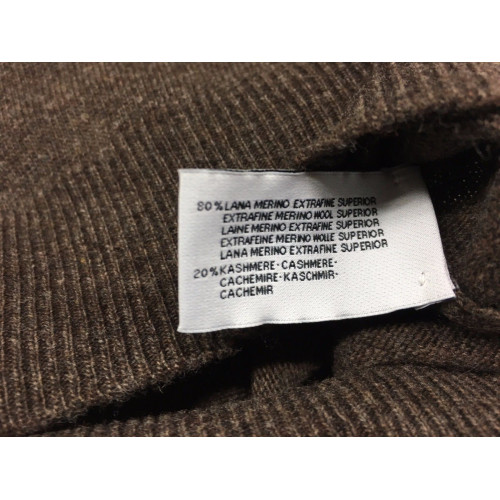 80% LANA MERINO EXTRAFINE SUPERIOR
EXTRAFINE MERINO WOOL SUPERIOR
LAINE MERINO EXTRAFINE SUPERIOR
EXTRAFEINE MERINO WOLLE SUPERIOR
LANA MERINO EXTRAFINE SUPERIOR
20% KASHMERE-CASHMERE-
CACHEMIRE-KASCHMIR-
CACHEMIR